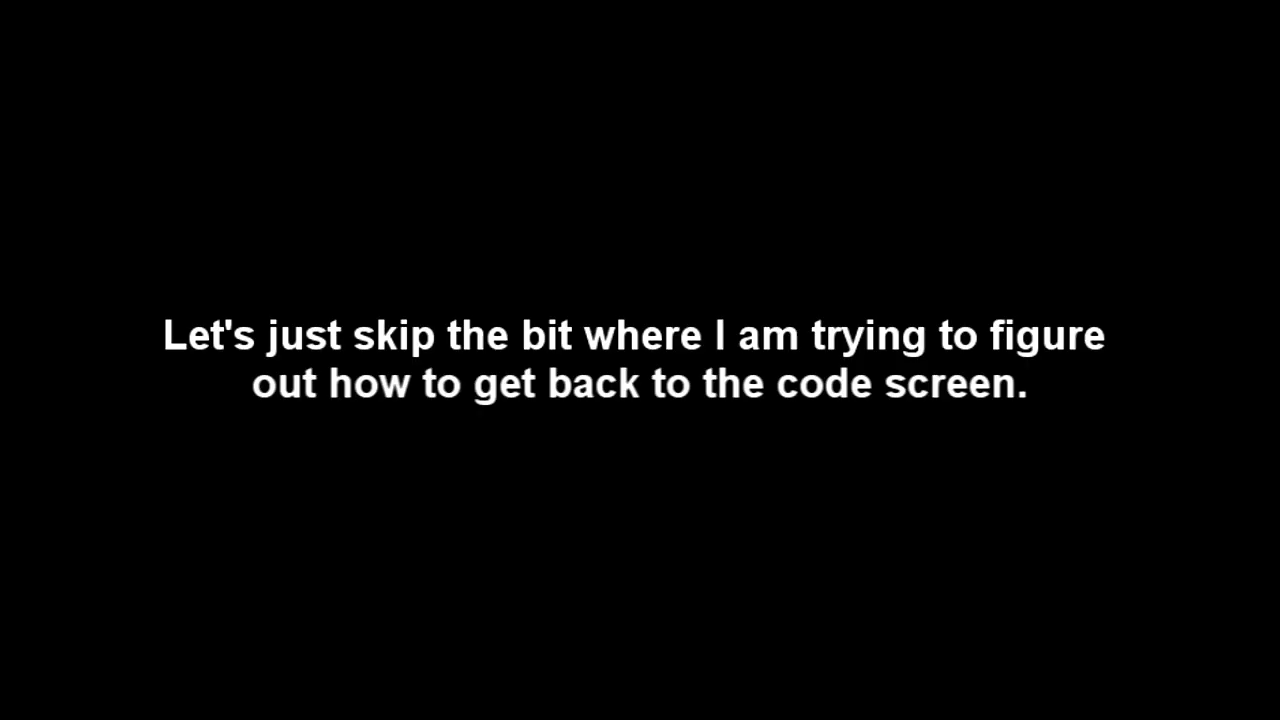 Let's just skip the bit where I am trying to figure
out how to get back to the code screen.